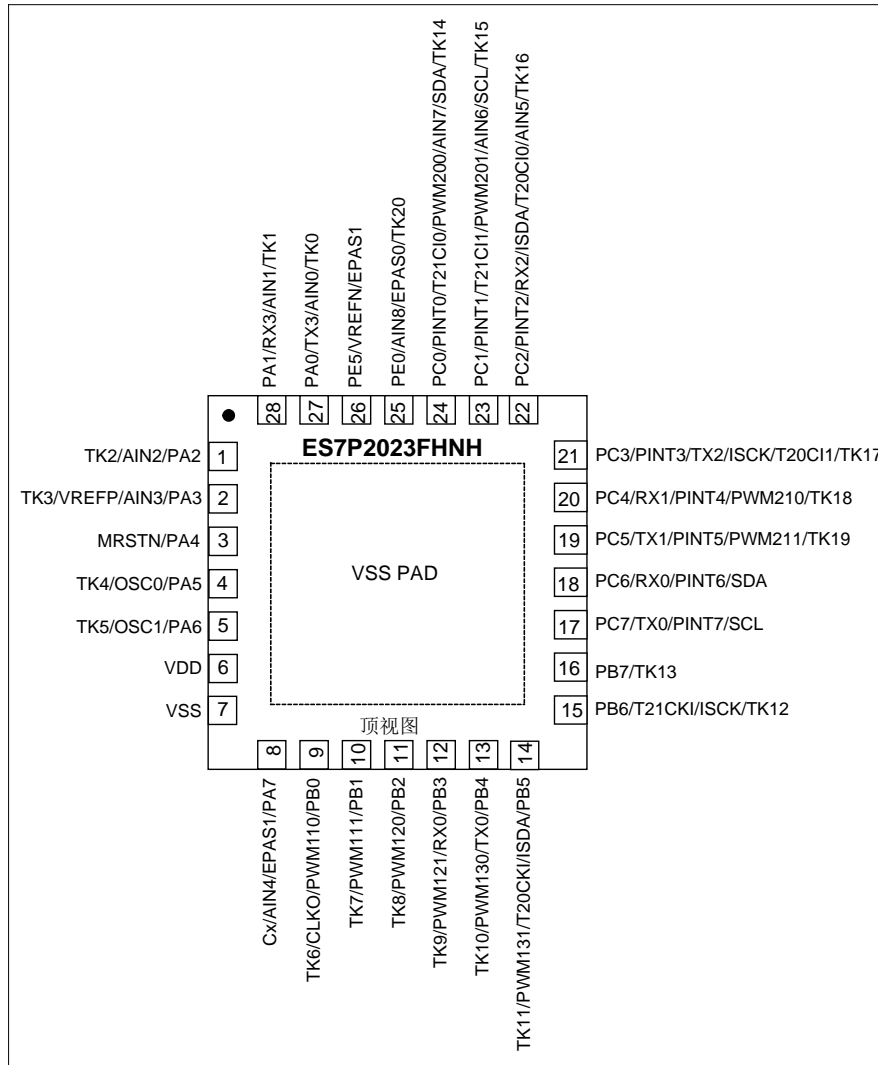 PA1/RX3/AIN1/TK1
PA0/TX3/AIN0/TK0
PE5/VREFN/EPAS1
PE0/AIN8/EPAS0/TK20
PC0/PINT0/T21CI0/PWM200/AIN7/SDA/TK14
PC1/PINT1/T21CI1/PWM201/AIN6/SCL/TK15
PC2/PINT2/RX2/ISDA/T20CI0/AIN5/TK16
28
27
26
25
24
23
22
ES7P2023FHNH
TK2/AIN2/PA2 1
TK3/VREFP/AIN3/PA3 2
MRSTN/PA4 3
TK4/OSC0/PA5 4
TK5/OSC1/PA6 5
VDD 6
VSS 7
VSS PAD
21 PC3/PINT3/TX2/ISCK/T20CI1/TK17
20 PC4/RX1/PINT4/PWM210/TK18
19 PC5/TX1/PINT5/PWM211/TK19
18 PC6/RX0/PINT6/SDA
17 PC7/TX0/PINT7/SCL
16 PB7/TK13
15 PB6/T21CKI/ISCK/TK12
顶视图
8
9
10
11
12
13
14
Cx/AIN4/EPAS1/PA7
TK6/CLKO/PWM110/PB0
TK7/PWM111/PB1
TK8/PWM120/PB2
TK9/PWM121/RX0/PB3
TK10/PWM130/TX0/PB4
TK11/PWM131/T20CKI/ISDA/PB5